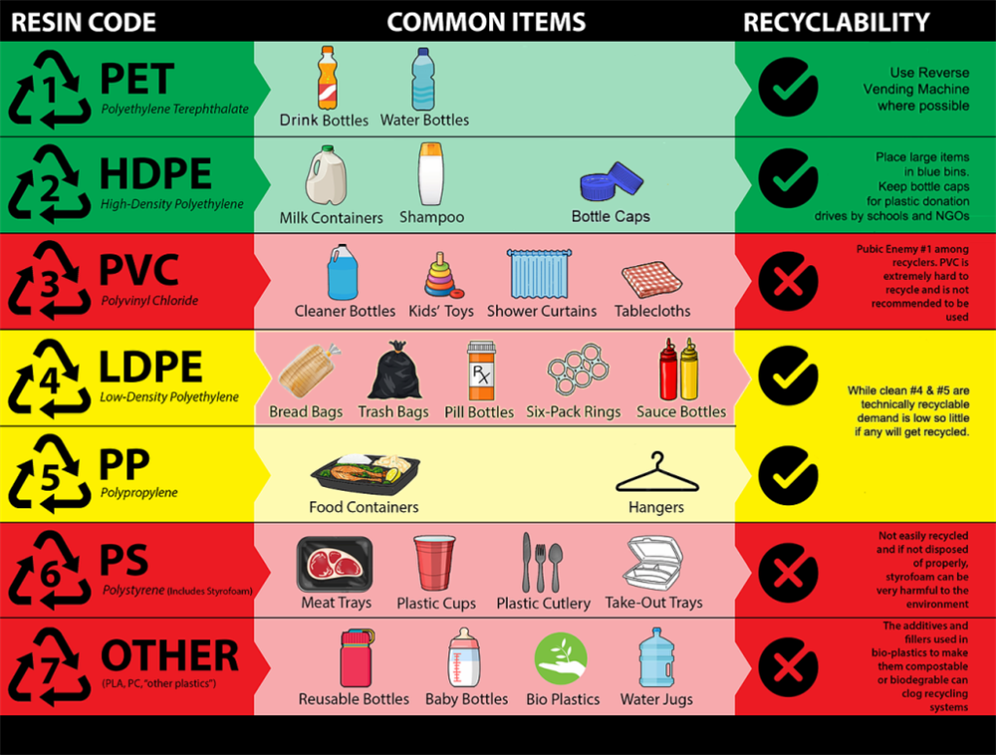 RESIN CODE
COMMON ITEMS
RECYCLABILITY
1
PET
Polyethylene Terephthalate
Drink Bottles
Water Bottles
Use Reverse
Vending Machine
where possible
2
HDPE
High-Density Polyethylene
Milk Containers
Shampoo
Bottle Caps
Place large items
in blue bins.
Keep bottle caps
for plastic donation
drives by schools and NGOs
3
PVC
Polyvinyl Chloride
Cleaner Bottles
Kids' Toys
Shower Curtains
Tablecloths
Pubic Enemy #1 among
recyclers. PVC is
extremely hard to
recycle and is not
recommended to be
used
4
LDPE
Low-Density Polyethylene
Bread Bags
Trash Bags
Rx
Pill Bottles
Six-Pack Rings
Sauce Bottles
While clean #4 & #5 are
technically recyclable
demand is low so little
if any will get recycled.
5
PP
Polypropylene
Food Containers
Hangers
6
PS
Polystyrene (Includes Styrofoam)
Meat Trays
Plastic Cups
Plastic Cutlery
Take-Out Trays
Not easily recycled
and if not disposed
of properly,
styrofoam can be
very harmful to the
environment
7
OTHER
(PLA, PC, "other plastics")
Reusable Bottles
Baby Bottles
Bio Plastics
Water Jugs
The additives and
fillers used in
bio-plastics to make
them compostable
or biodegrable can
clog recycling
systems